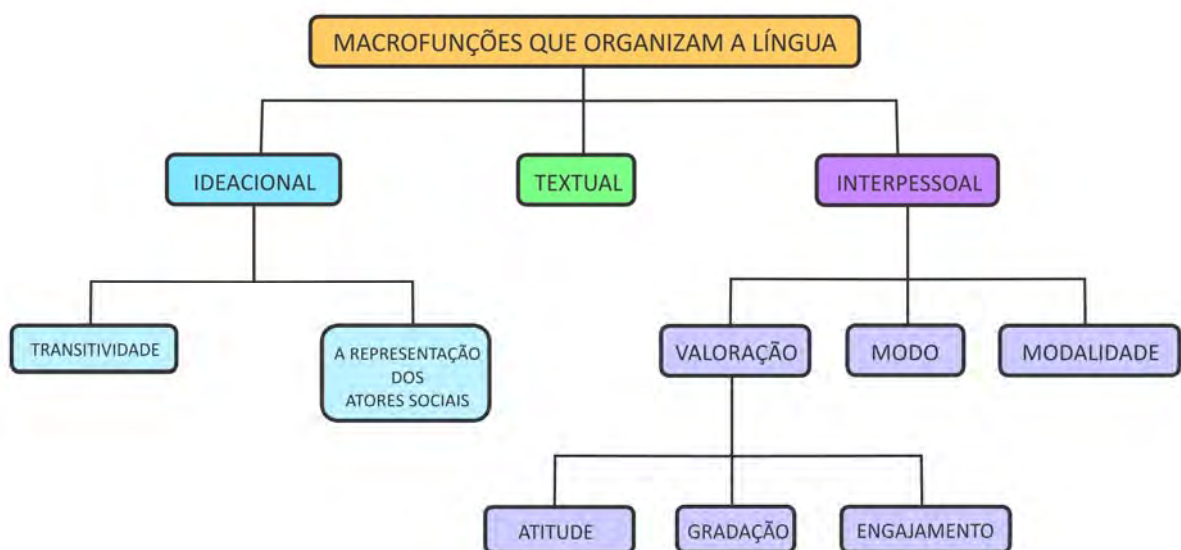 MACROFUNÇÕES QUE ORGANIZAM A LÍNGUA
IDEACIONAL
TEXTUAL
INTERPESSOAL
TRANSITIVIDADE
A REPRESENTAÇÃO
DOS
ATORES SOCIAIS
VALORAÇÃO
MODO
MODALIDADE
ATITUDE
GRADAÇÃO
ENGAJAMENTO